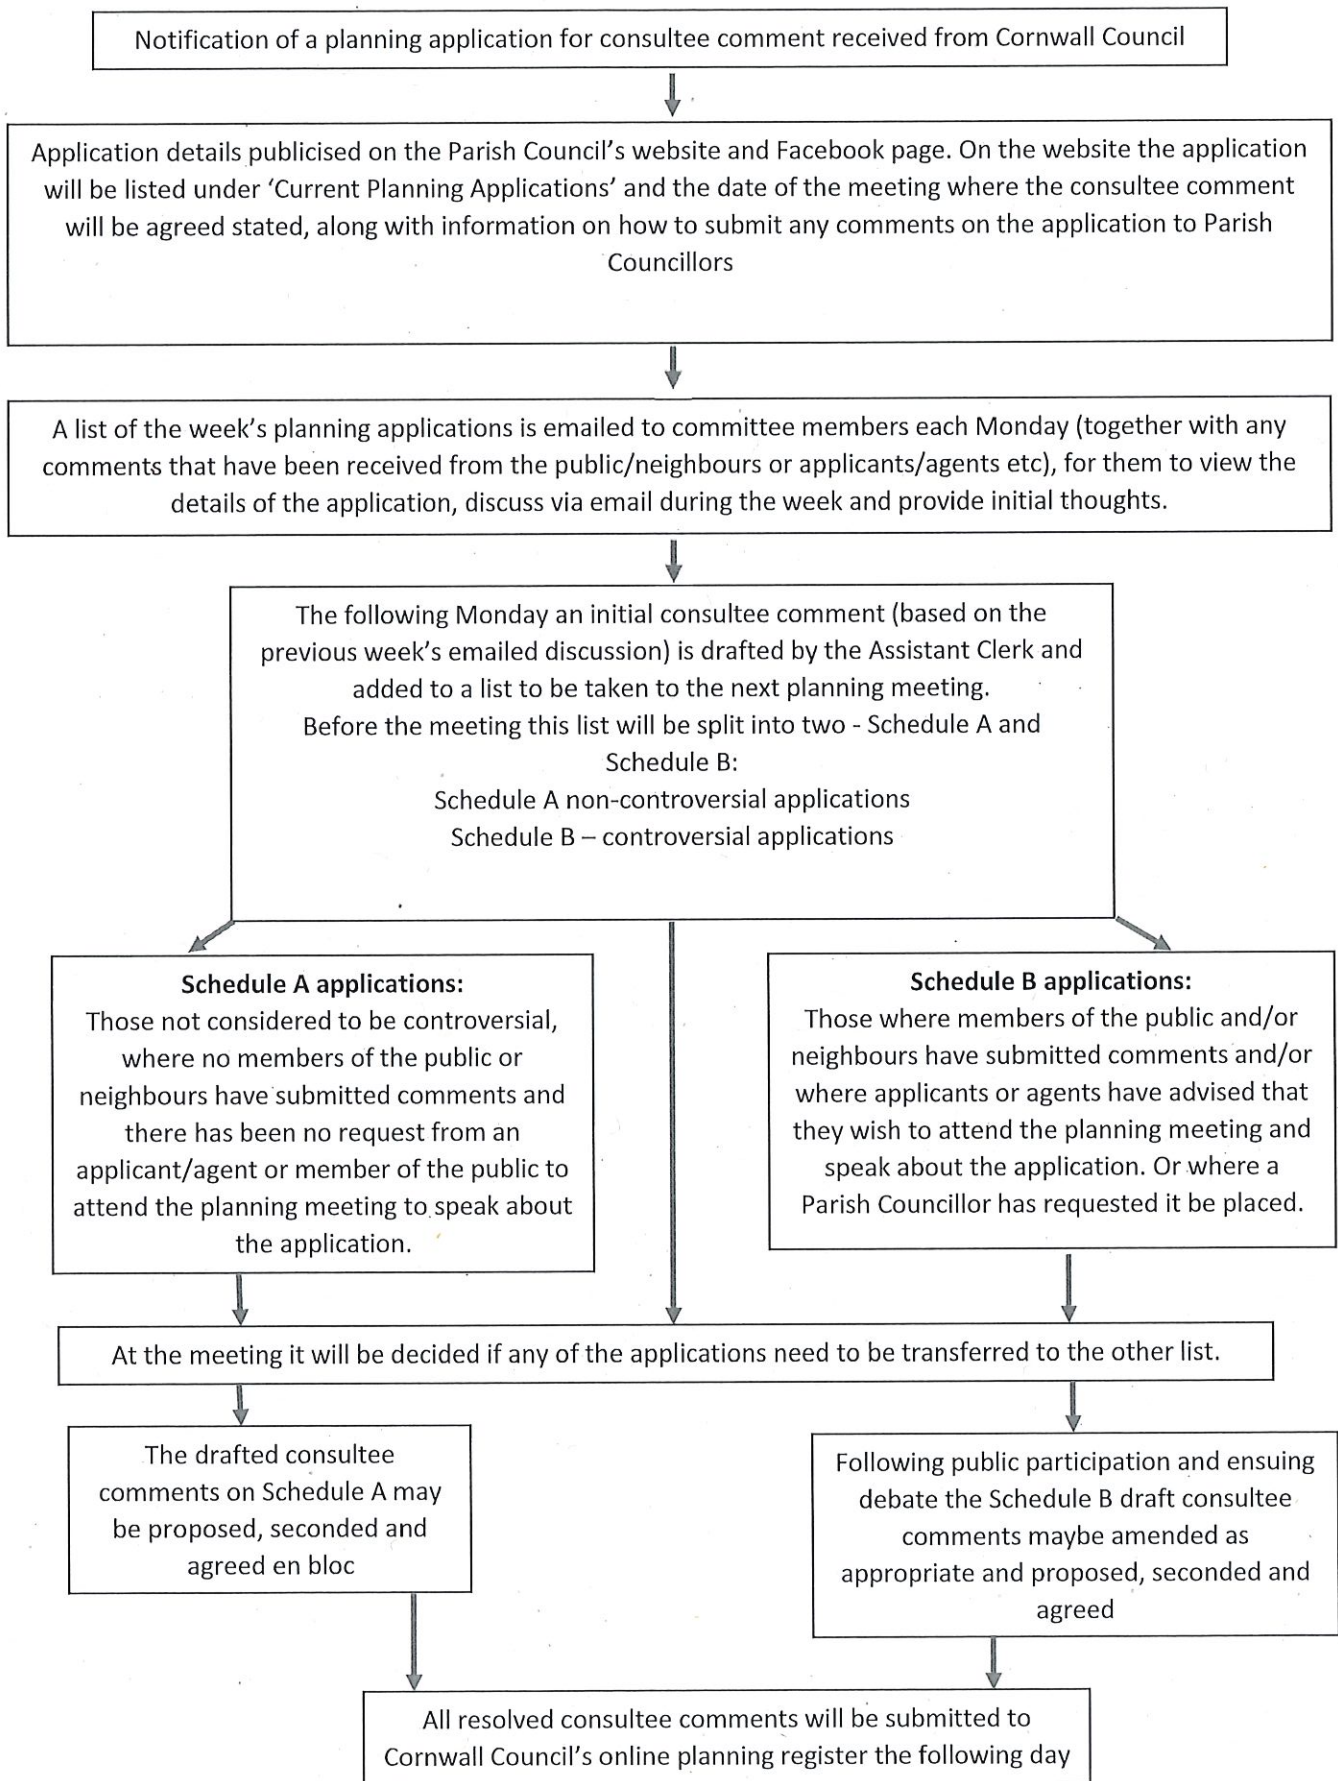 Notification of a planning application for consultee comment received from Cornwall Council
Application details publicised on the Parish Council's website and Facebook page. On the website the application
will be listed under 'Current Planning Applications' and the date of the meeting where the consultee comment
will be agreed stated, along with information on how to submit any comments on the application to Parish
Councillors
A list of the week's planning applications is emailed to committee members each Monday (together with any
comments that have been received from the public/neighbours or applicants/agents etc), for them to view the
details of the application, discuss via email during the week and provide initial thoughts.
The following Monday an initial consultee comment (based on the
previous week's emailed discussion) is drafted by the Assistant Clerk and
added to a list to be taken to the next planning meeting.
Before the meeting this list will be split into two - Schedule A and
Schedule B:
Schedule A non-controversial applications
Schedule B – controversial applications
Schedule A applications:
Those not considered to be controversial,
where no members of the public or
neighbours have submitted comments and
there has been no request from an
applicant/agent or member of the public to
attend the planning meeting to speak about
the application.
Schedule B applications:
Those where members of the public and/or
neighbours have submitted comments and/or
where applicants or agents have advised that
they wish to attend the planning meeting and
speak about the application. Or where a
Parish Councillor has requested it be placed.
At the meeting it will be decided if any of the applications need to be transferred to the other list.
The drafted consultee
comments on Schedule A may
be proposed, seconded and
agreed en bloc
Following public participation and ensuing
debate the Schedule B draft consultee
comments maybe amended as
appropriate and proposed, seconded and
agreed
All resolved consultee comments will be submitted to
Cornwall Council's online planning register the following day